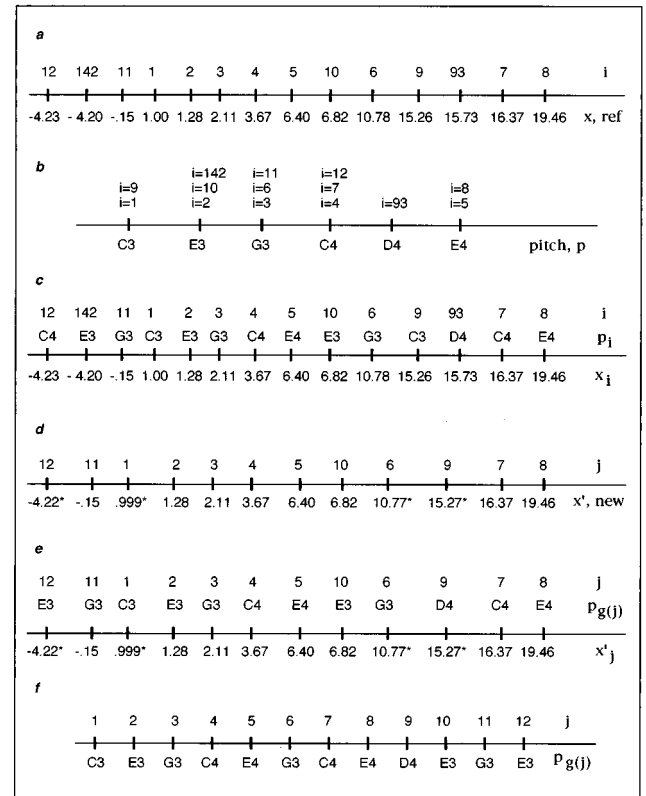 a
12 142 11 1 2 3 4 5 10 6 9 93 7 8 i
-4.23 -4.20 -.15 1.00 1.28 2.11 3.67 6.40 6.82 10.78 15.26 15.73 16.37 19.46 x, ref
b
i=142 i=11 i=12
i=9 i=10 i=6 i=7 i=8
i=1 i=2 i=3 i=4 i=93 i=5
C3 E3 G3 C4 D4 E4 pitch, p
c
12 142 11 1 2 3 4 5 10 6 9 93 7 8 i
C4 E3 G3 C3 E3 G3 C4 E4 E3 G3 C3 D4 C4 E4 pi
-4.23 - 4.20 -.15 1.00 1.28 2.11 3.67 6.40 6.82 10.78 15.26 15.73 16.37 19.46 xi
d
12 11 1 2 3 4 5 10 6 9 7 8 j
-4.22* -.15 .999* 1.28 2.11 3.67 6.40 6.82 10.77* 15.27* 16.37 19.46 x', new
e
12 11 1 2 3 4 5 10 6 9 7 8 j
E3 G3 C3 E3 G3 C4 E4 E3 G3 D4 C4 E4 pg(j)
-4.22* -.15 .999* 1.28 2.11 3.67 6.40 6.82 10.77* 15.27* 16.37 19.46 x'j
f
1 2 3 4 5 6 7 8 9 10 11 12 j
C3 E3 G3 C4 E4 G3 C4 E4 D4 E3 G3 E3 pg(j)